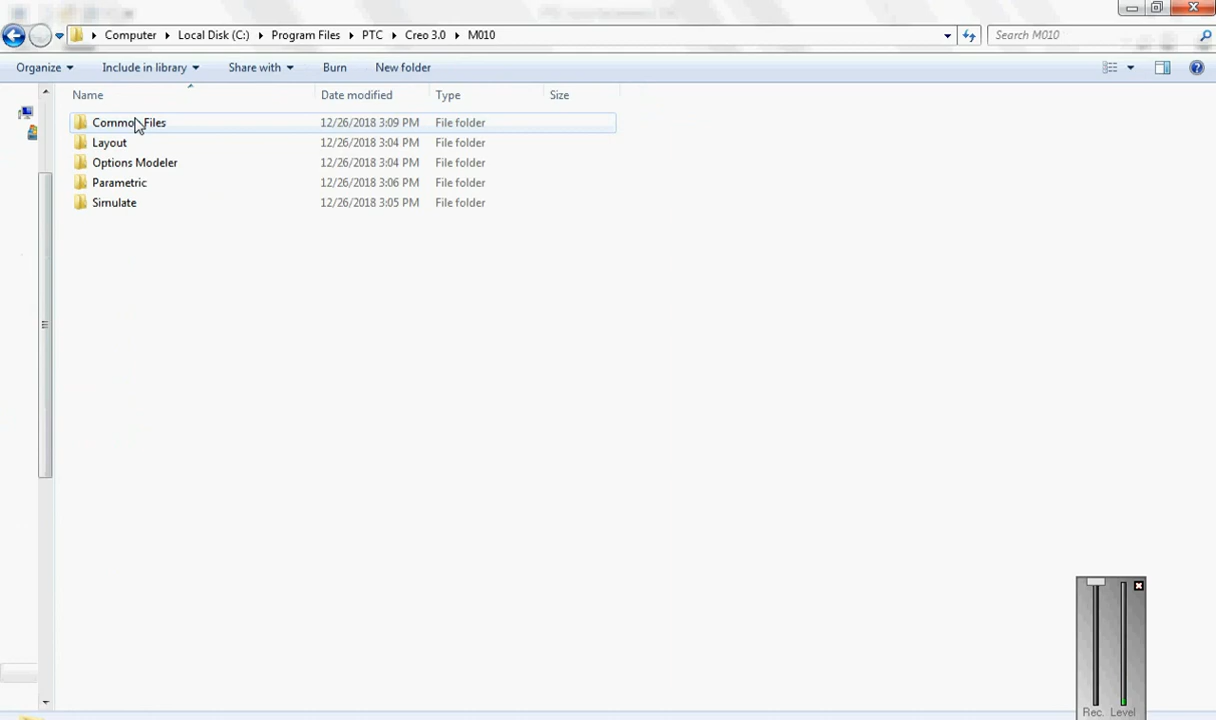 Computer Local Disk (C:) Program Files PTC Creo 3.0 M010 Search M010
Organize Include in library Share with Burn New folder
Name Date modified Type Size
Common Files 12/26/2018 3:09 PM File folder
Layout 12/26/2018 3:04 PM File folder
Options Modeler 12/26/2018 3:04 PM File folder
Parametric 12/26/2018 3:06 PM File folder
Simulate 12/26/2018 3:05 PM File folder
Rec. Level